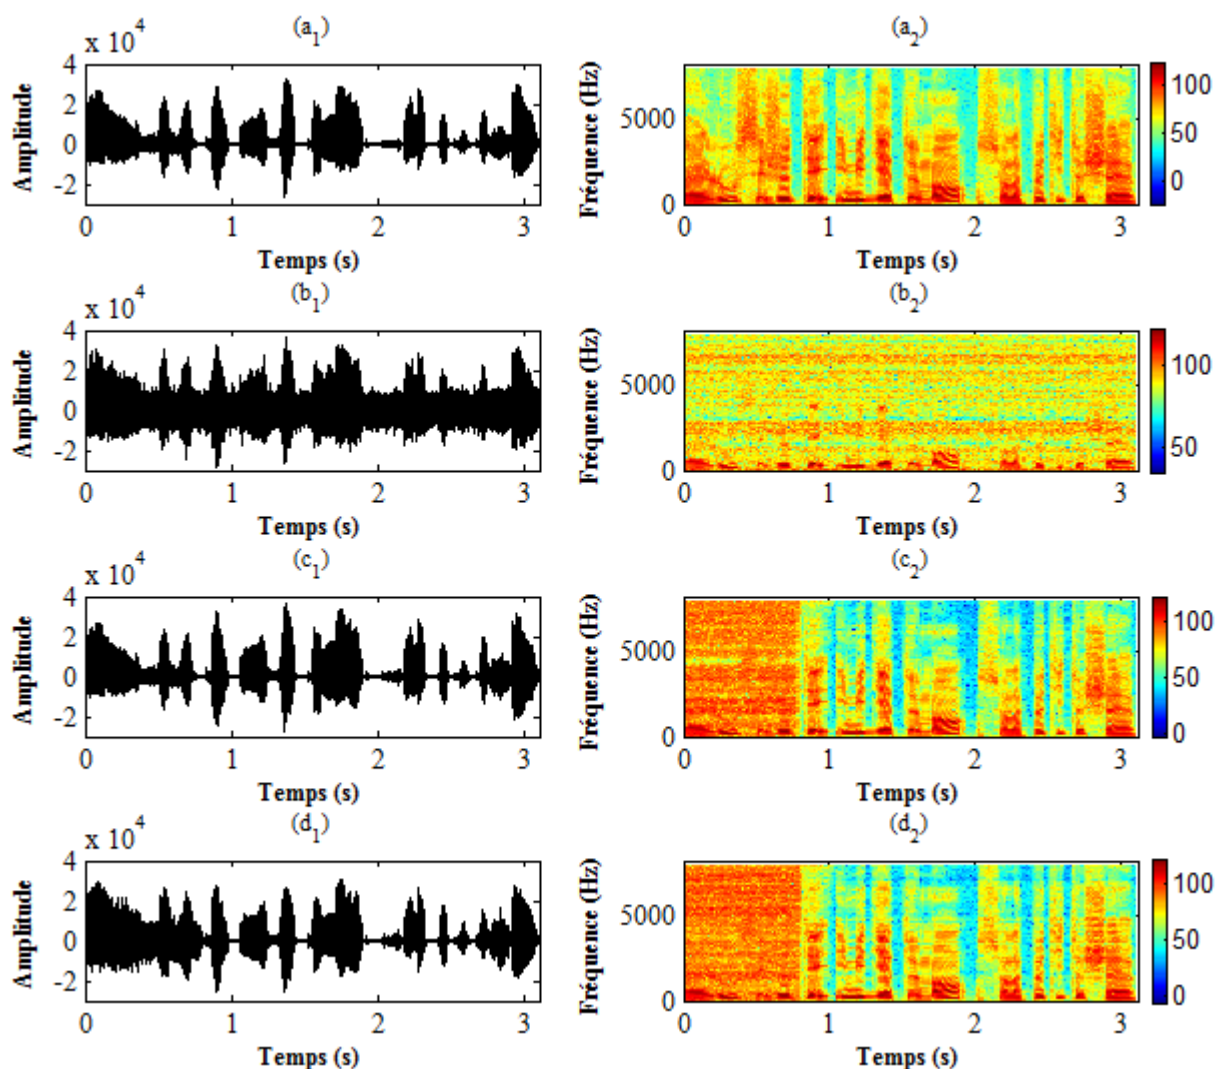 (a1) (a2)
x 10^4
Amplitude
4
2
0
-2
0 1 2 3
Temps (s)
Fréquence (Hz)
5000
0
0 1 2 3
Temps (s)
100
50
0
(b1) (b2)
x 10^4
Amplitude
4
2
0
-2
0 1 2 3
Temps (s)
Fréquence (Hz)
5000
0
0 1 2 3
Temps (s)
100
50
(c1) (c2)
x 10^4
Amplitude
4
2
0
-2
0 1 2 3
Temps (s)
Fréquence (Hz)
5000
0
0 1 2 3
Temps (s)
100
50
0
(d1) (d2)
x 10^4
Amplitude
4
2
0
-2
0 1 2 3
Temps (s)
Fréquence (Hz)
5000
0
0 1 2 3
Temps (s)
100
50
0